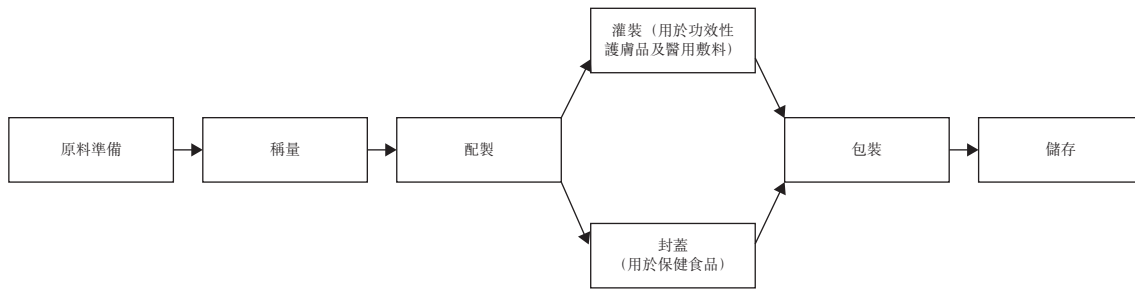 原料準備
稱量
配製
灌裝（用於功效性
護膚品及醫用敷料）
封蓋
（用於保健食品）
包裝
儲存